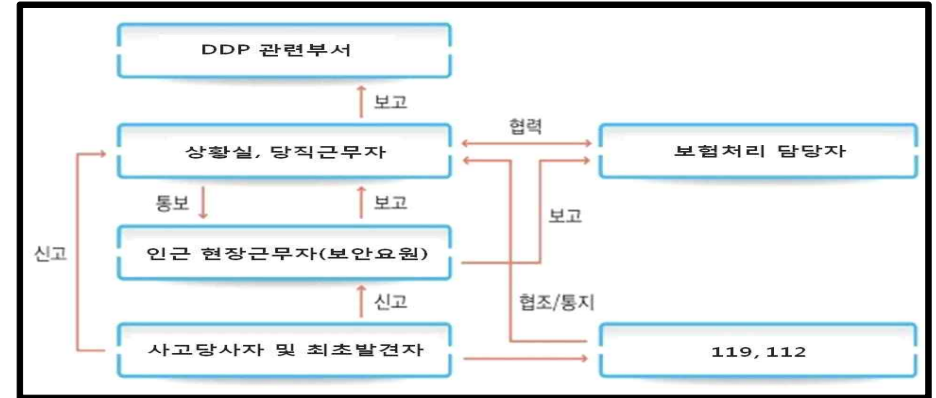 DDP 관련부서
보고
협력
상황실, 당직근무자
보험처리 담당자
통보
보고
보고
신고
인근 현장근무자(보안요원)
신고
협조/통지
사고당사자 및 최초발견자
119, 112